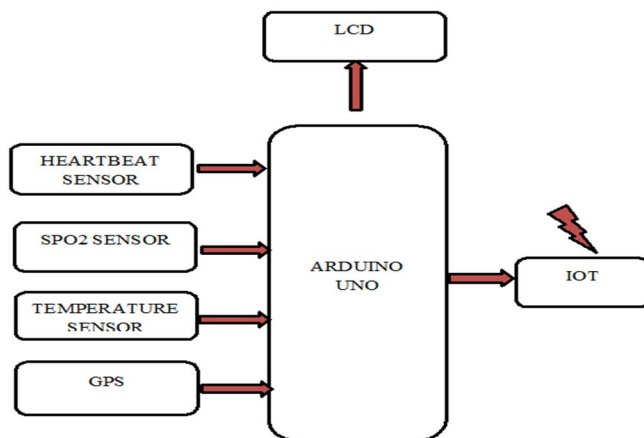 LCD
HEARTBEAT
SENSOR
SPO2 SENSOR
TEMPERATURE
SENSOR
GPS
ARDUINO
UNO
IOT